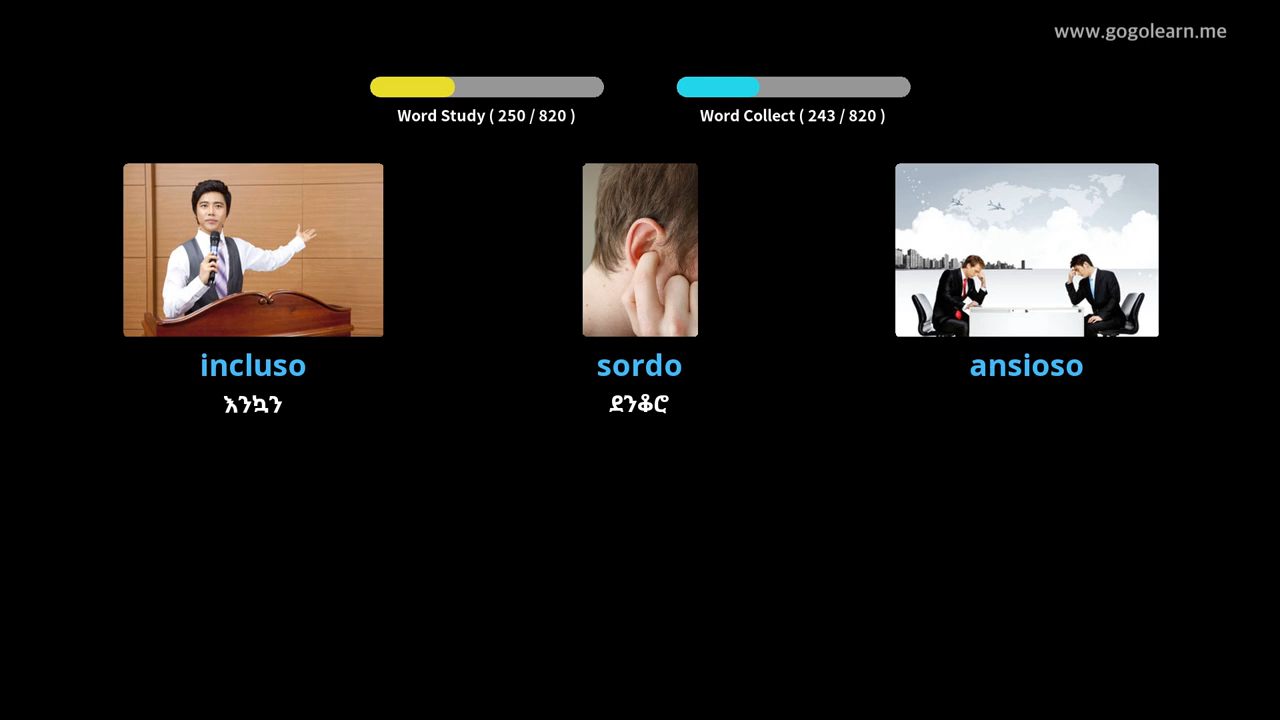 www.gogolearn.me
Word Study ( 250 / 820 )
Word Collect ( 243 / 820 )
incluso
sordo
ansioso
እንኳን
ደንቆሮ